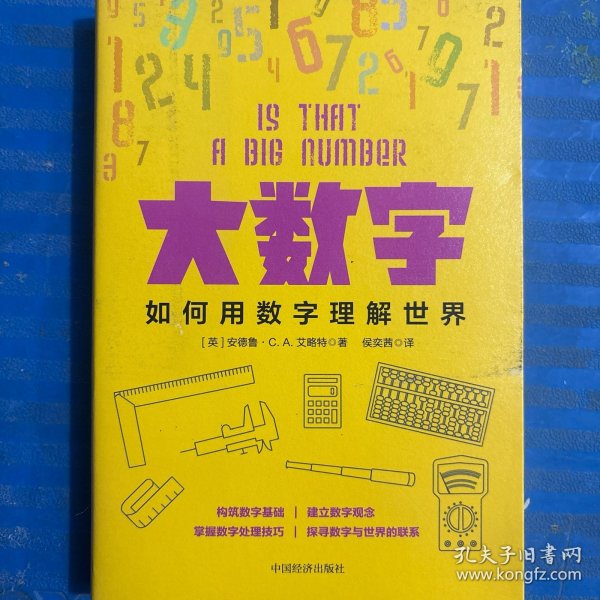 IS THAT
A BIG NUMBER
大数字
如何用数字理解世界
[英]安德鲁·C.A.艾略特◎著 侯奕茜◎译
构筑数字基础 | 建立数字观念
掌握数字处理技巧 | 探寻数字与世界的联系
中国经济出版社
孔夫子旧书网
www.kongfz.com